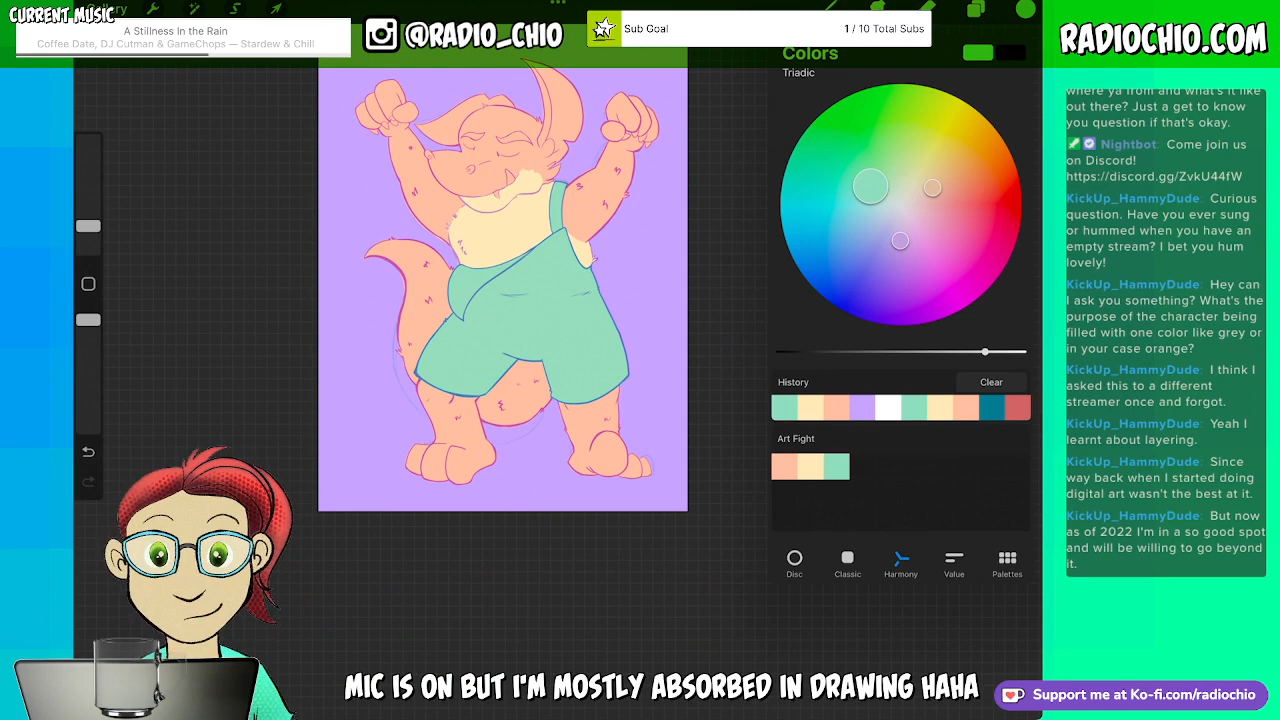 Gallery
CURRENT MUSIC
A Stillness In the Rain
Coffee Date, DJ Cutman & GameChops — Stardew & Chill
@RADIO_CHIO
Sub Goal
1 / 10 Total Subs
RADIOCHIO.COM
Colors
Triadic
History
Clear
Art Fight
Disc
Classic
Harmony
Value
Palettes
where ya from and what's it like
out there? Just a get to know
you question if that's okay.
Nightbot: Come join us
on Discord!
https://discord.gg/ZvkU44fW
KickUp_HammyDude: Curious
question. Have you ever sung
or hummed when you have an
empty stream? I bet you hum
lovely!
KickUp_HammyDude: Hey can
I ask you something? What's the
purpose of the character being
filled with one color like grey or
in your case orange?
KickUp_HammyDude: I think I
asked this to a different
streamer once and forgot.
KickUp_HammyDude: Yeah I
learnt about layering.
KickUp_HammyDude: Since
way back when I started doing
digital art wasn't the best at it.
KickUp_HammyDude: But now
as of 2022 I'm in a so good spot
and will be willing to go beyond
it.
MIC IS ON BUT I'M MOSTLY ABSORBED IN DRAWING HAHA
Support me at Ko-fi.com/radiochio